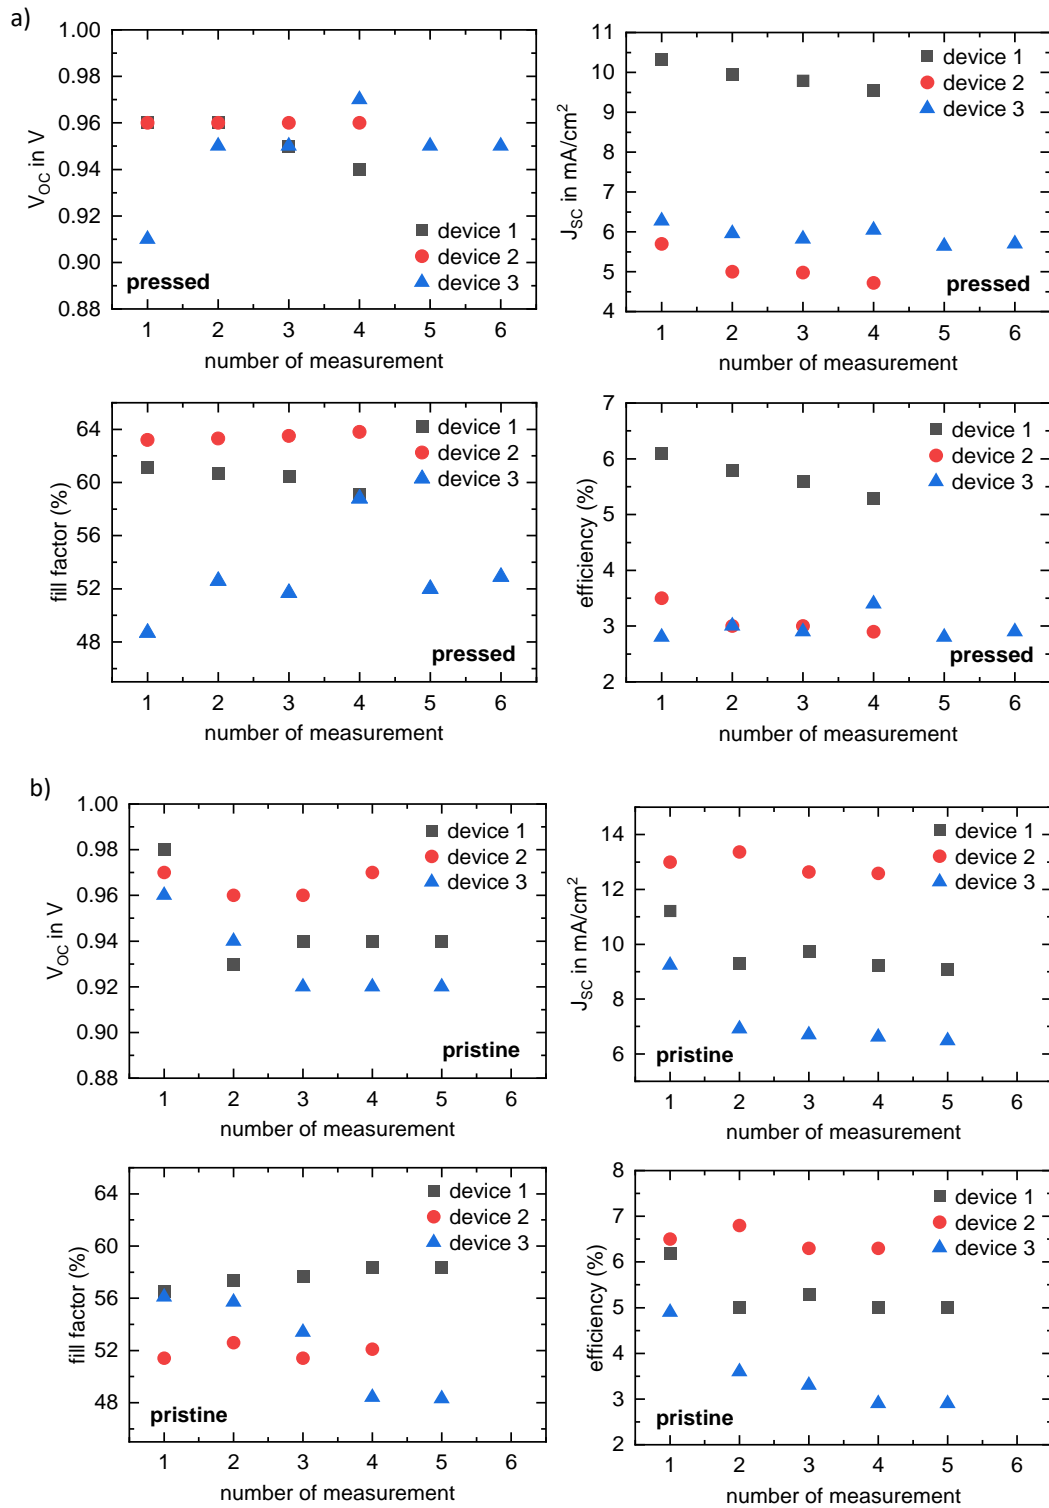 a)
1.00
0.98
0.96
0.94
0.92
0.90
0.88
V_OC in V
1 2 3 4 5 6
number of measurement
device 1
device 2
device 3
pressed
11
10
9
8
7
6
5
4
J_SC in mA/cm²
1 2 3 4 5 6
number of measurement
device 1
device 2
device 3
pressed
64
60
56
52
48
fill factor (%)
1 2 3 4 5 6
number of measurement
device 1
device 2
device 3
pressed
7
6
5
4
3
2
efficiency (%)
1 2 3 4 5 6
number of measurement
device 1
device 2
device 3
pressed
b)
1.00
0.98
0.96
0.94
0.92
0.90
0.88
V_OC in V
1 2 3 4 5 6
number of measurement
device 1
device 2
device 3
pristine
14
12
10
8
6
J_SC in mA/cm²
1 2 3 4 5 6
number of measurement
device 1
device 2
device 3
pristine
64
60
56
52
48
fill factor (%)
1 2 3 4 5 6
number of measurement
device 1
device 2
device 3
pristine
8
7
6
5
4
3
2
efficiency (%)
1 2 3 4 5 6
number of measurement
device 1
device 2
device 3
pristine